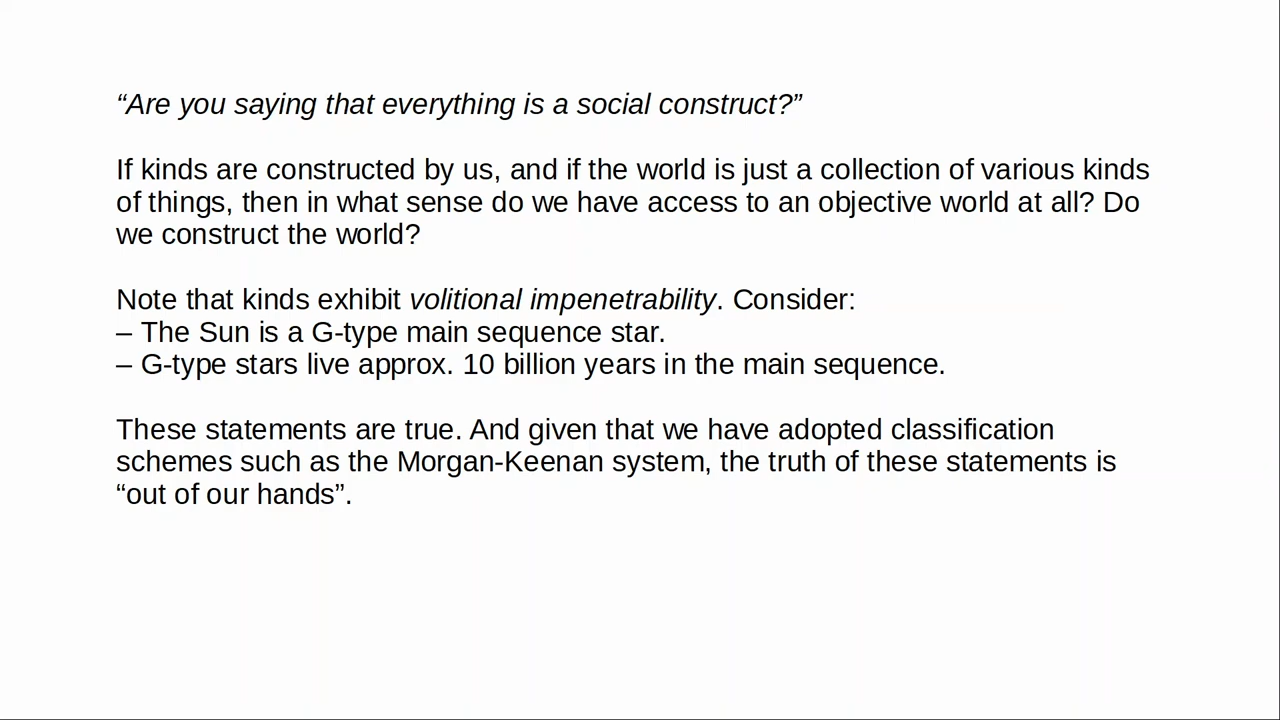 “Are you saying that everything is a social construct?”
If kinds are constructed by us, and if the world is just a collection of various kinds
of things, then in what sense do we have access to an objective world at all? Do
we construct the world?
Note that kinds exhibit volitional impenetrability. Consider:
– The Sun is a G-type main sequence star.
– G-type stars live approx. 10 billion years in the main sequence.
These statements are true. And given that we have adopted classification
schemes such as the Morgan-Keenan system, the truth of these statements is
“out of our hands”.